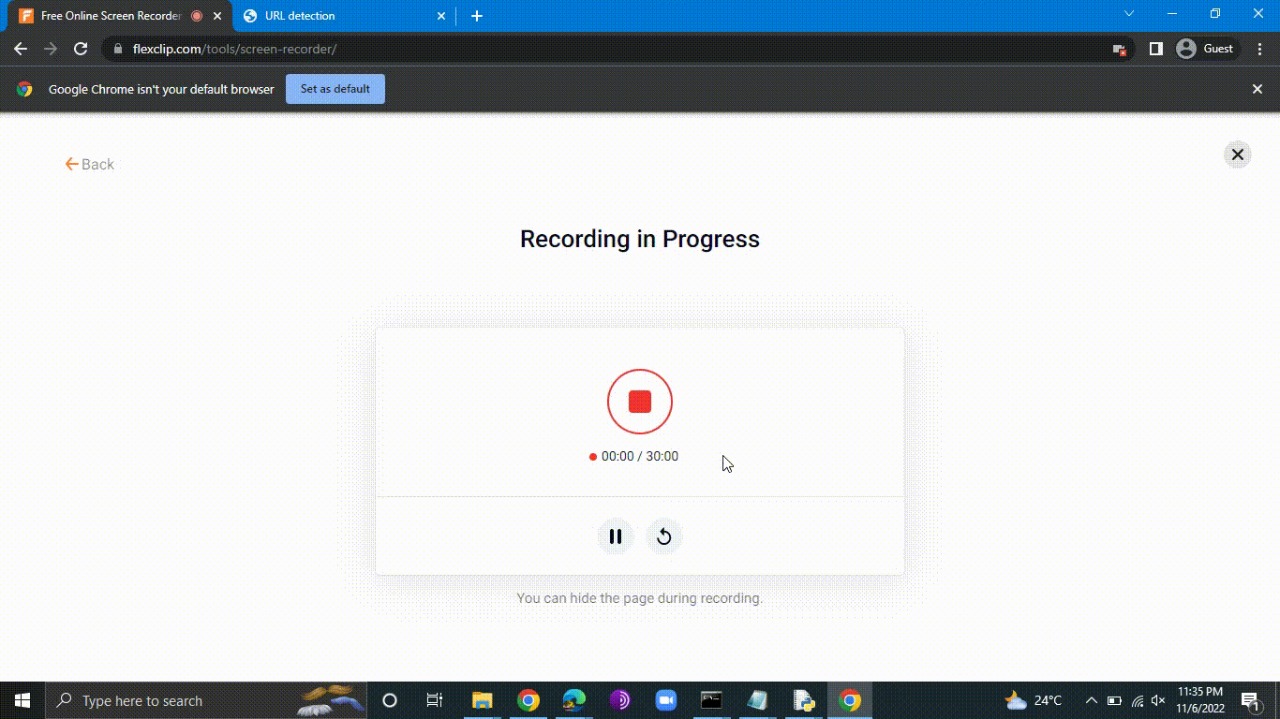 Free Online Screen Recorder
URL detection
flexclip.com/tools/screen-recorder/
Guest
Google Chrome isn't your default browser
Set as default
Back
Recording in Progress
00:00 / 30:00
You can hide the page during recording.
Type here to search
24°C
11:35 PM
11/6/2022
1